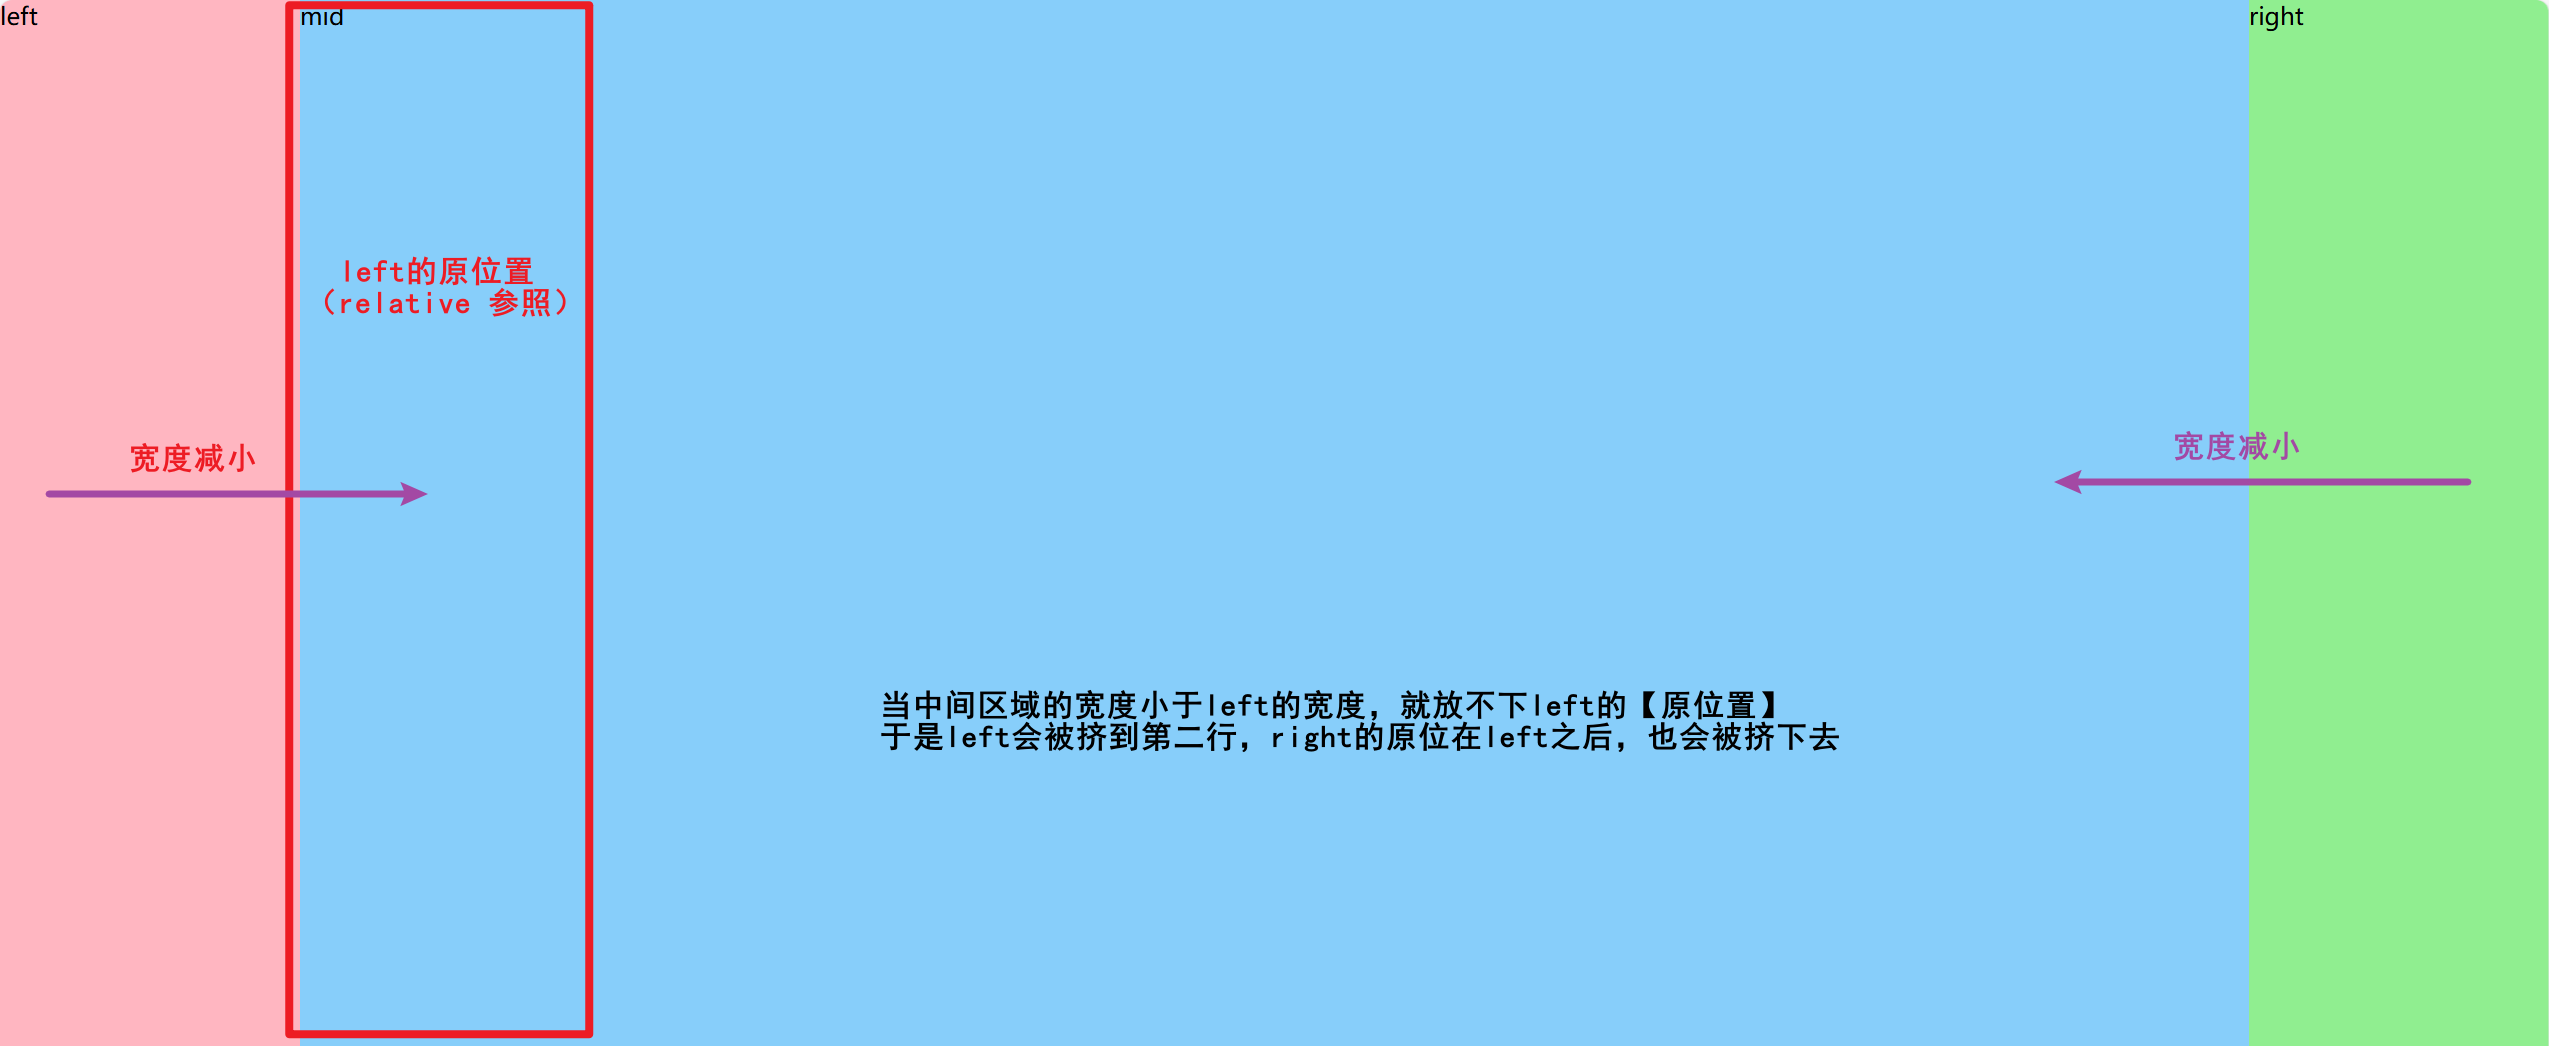 left
mid
right
left的原位置
（relative 参照）
宽度减小
宽度减小
当中间区域的宽度小于left的宽度，就放不下left的【原位置】
于是left会被挤到第二行，right的原位在left之后，也会被挤下去